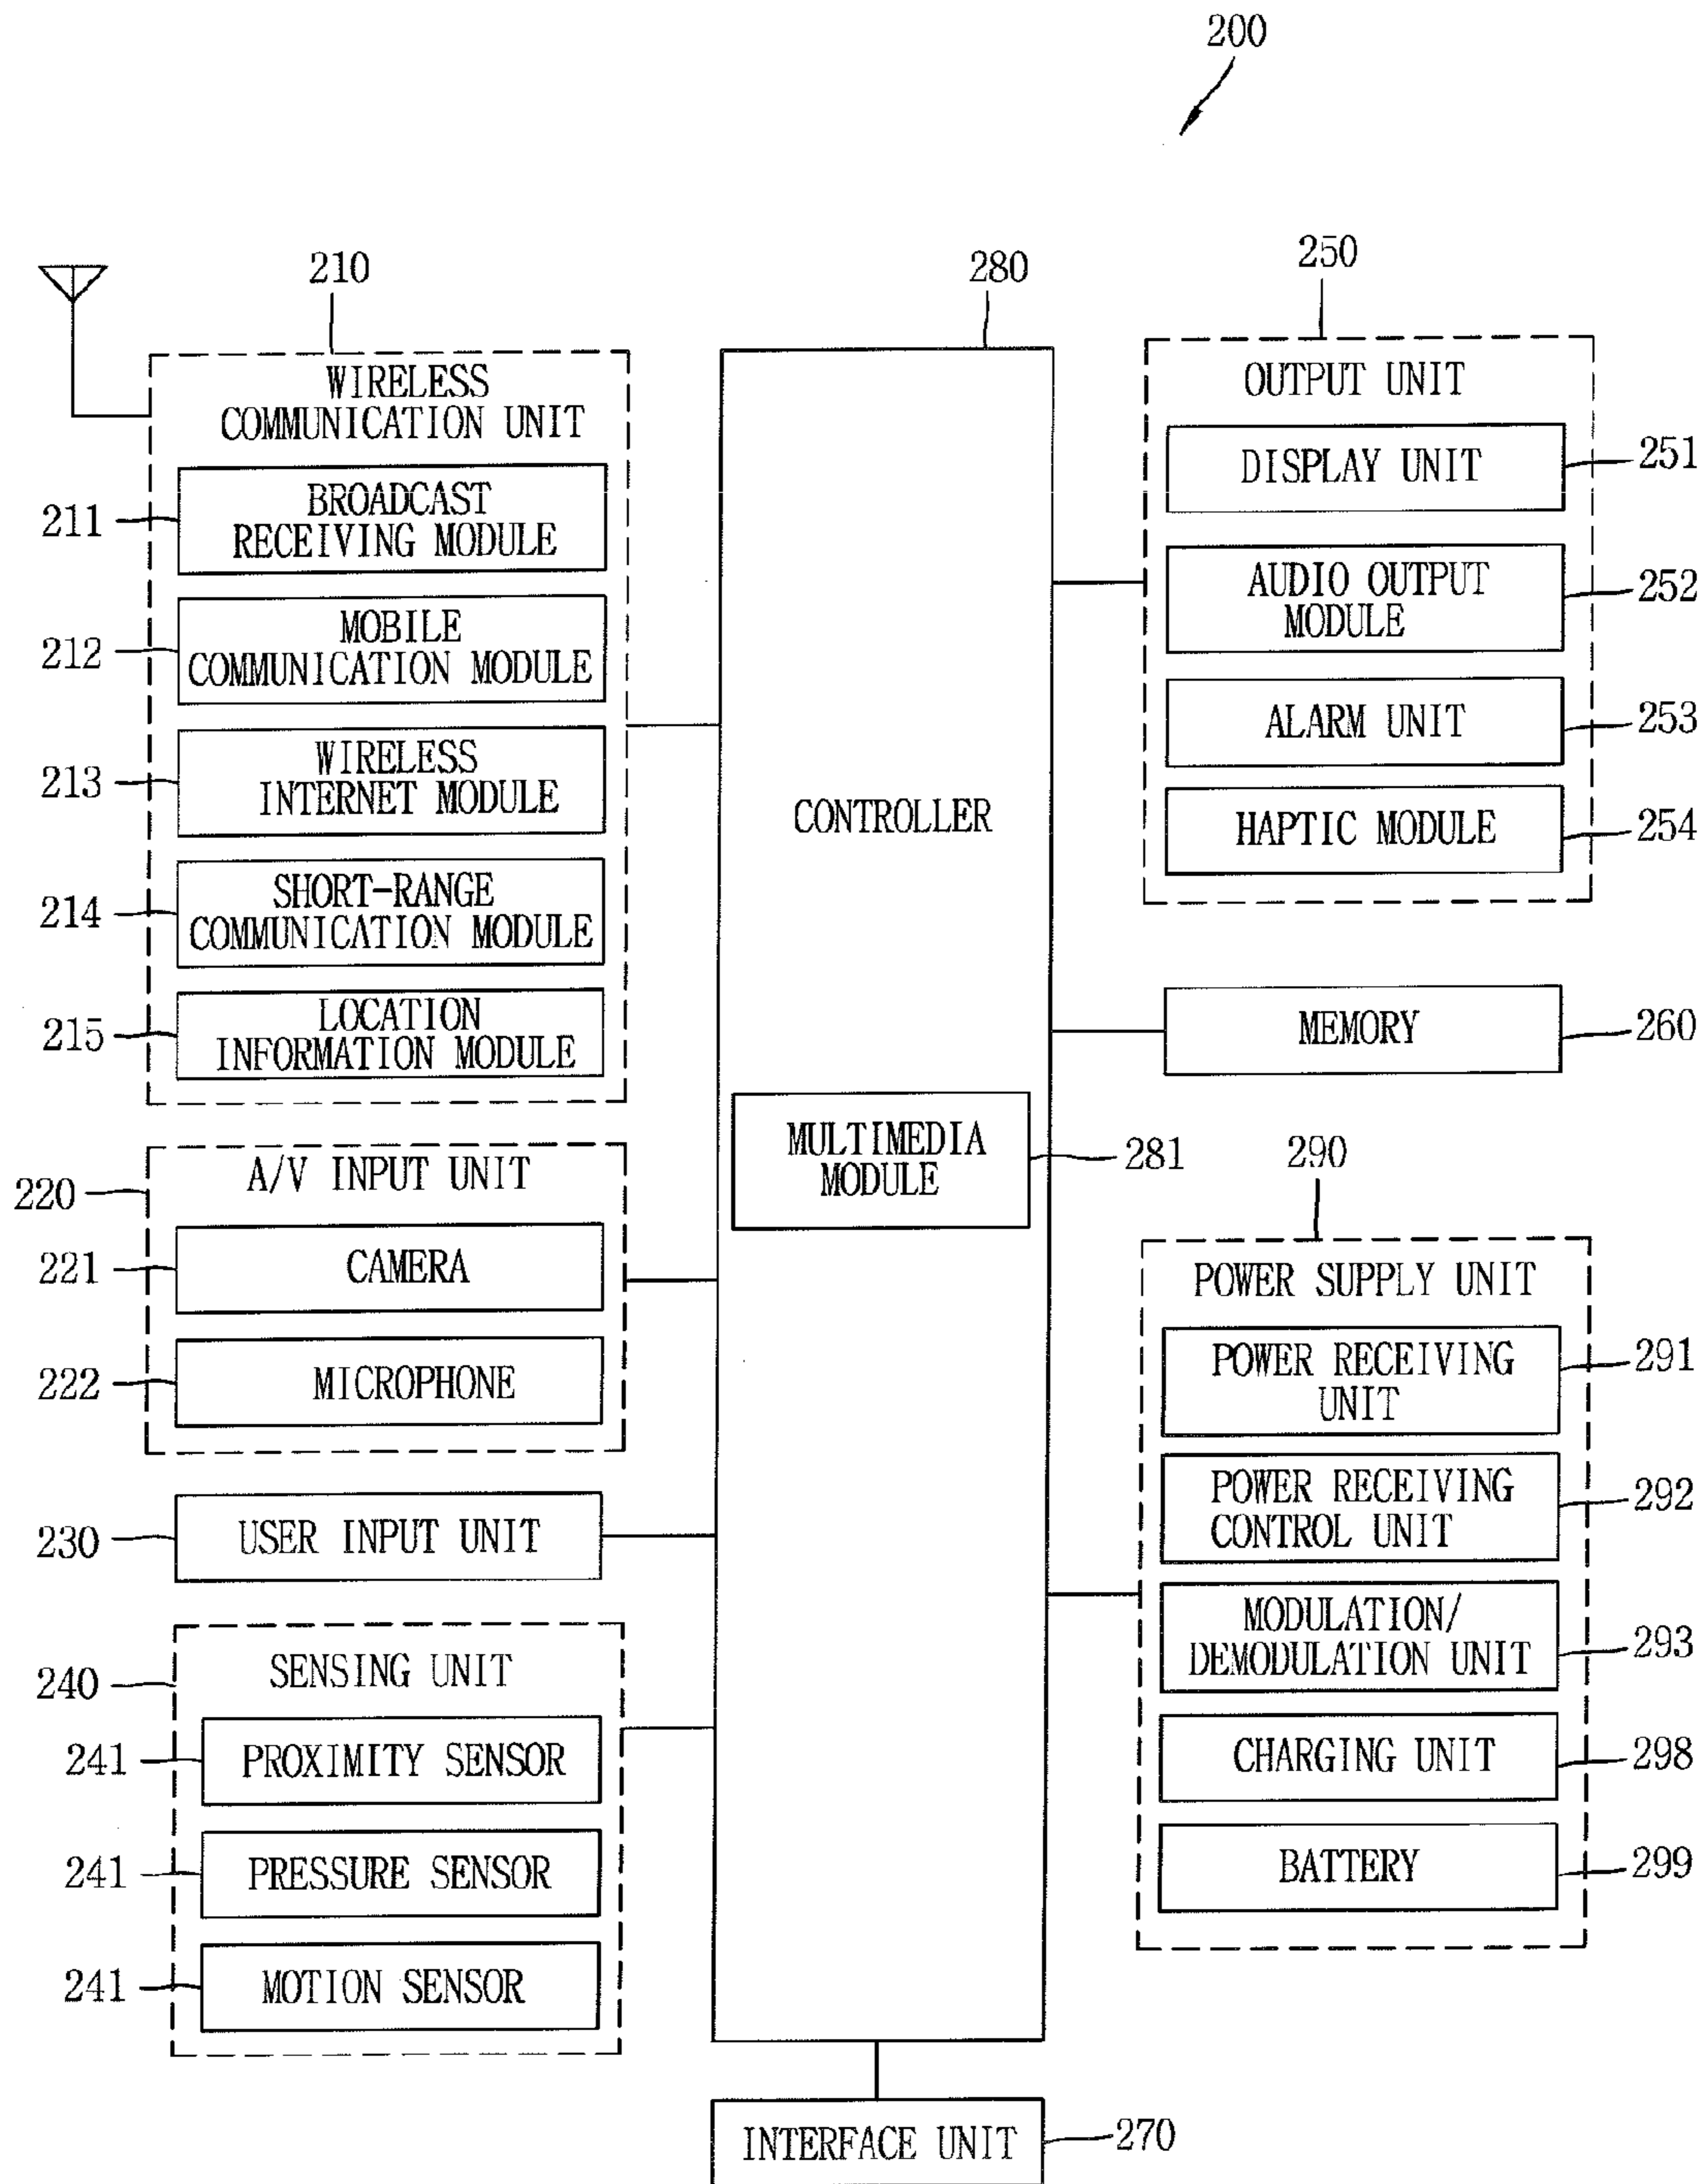 200
210
WIRELESS
COMMUNICATION UNIT
211
BROADCAST
RECEIVING MODULE
212
MOBILE
COMMUNICATION MODULE
213
WIRELESS
INTERNET MODULE
214
SHORT-RANGE
COMMUNICATION MODULE
215
LOCATION
INFORMATION MODULE
220
A/V INPUT UNIT
221
CAMERA
222
MICROPHONE
230
USER INPUT UNIT
240
SENSING UNIT
241
PROXIMITY SENSOR
241
PRESSURE SENSOR
241
MOTION SENSOR
280
CONTROLLER
MULTIMEDIA
MODULE
281
INTERFACE UNIT
270
250
OUTPUT UNIT
DISPLAY UNIT
251
AUDIO OUTPUT
MODULE
252
ALARM UNIT
253
HAPTIC MODULE
254
MEMORY
260
290
POWER SUPPLY UNIT
POWER RECEIVING
UNIT
291
POWER RECEIVING
CONTROL UNIT
292
MODULATION/
DEMODULATION UNIT
293
CHARGING UNIT
298
BATTERY
299